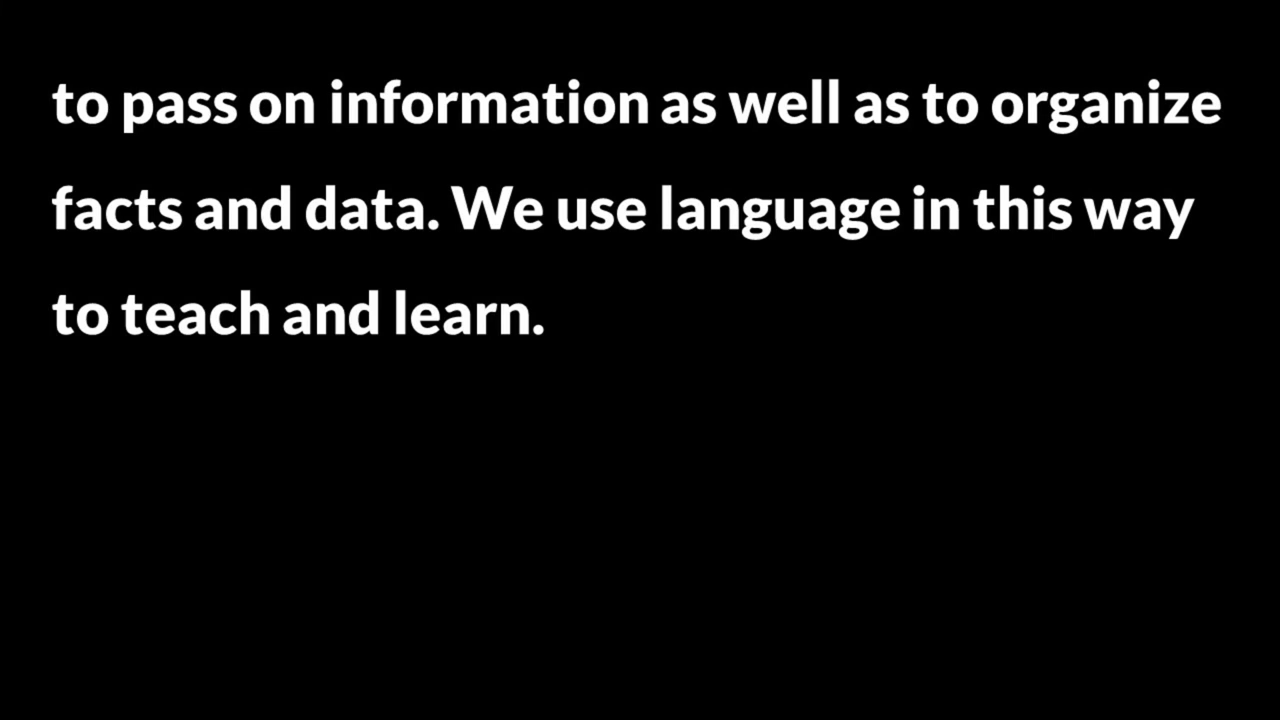 to pass on information as well as to organize
facts and data. We use language in this way
to teach and learn.